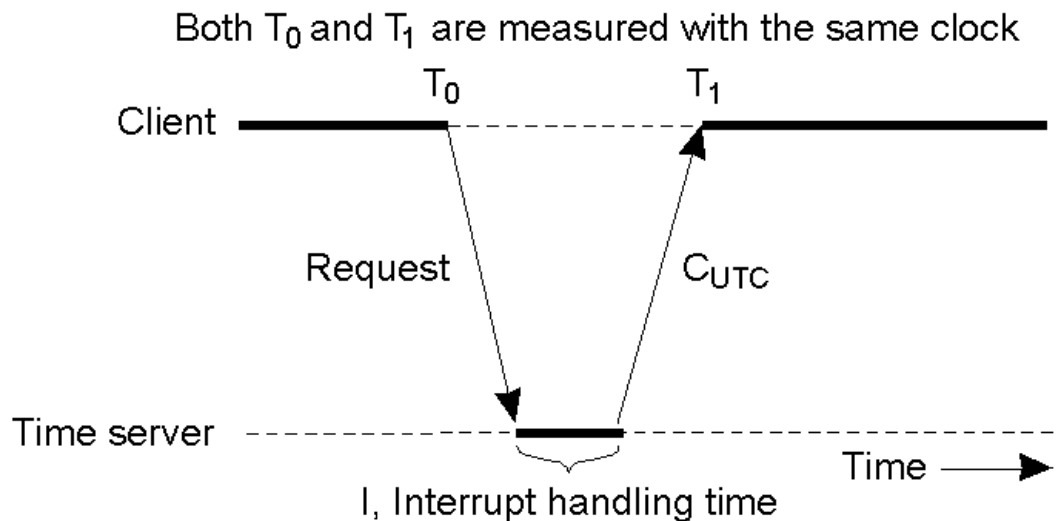 Both T0 and T1 are measured with the same clock
T0
T1
Client
Request
CUTC
Time server
Time
I, Interrupt handling time